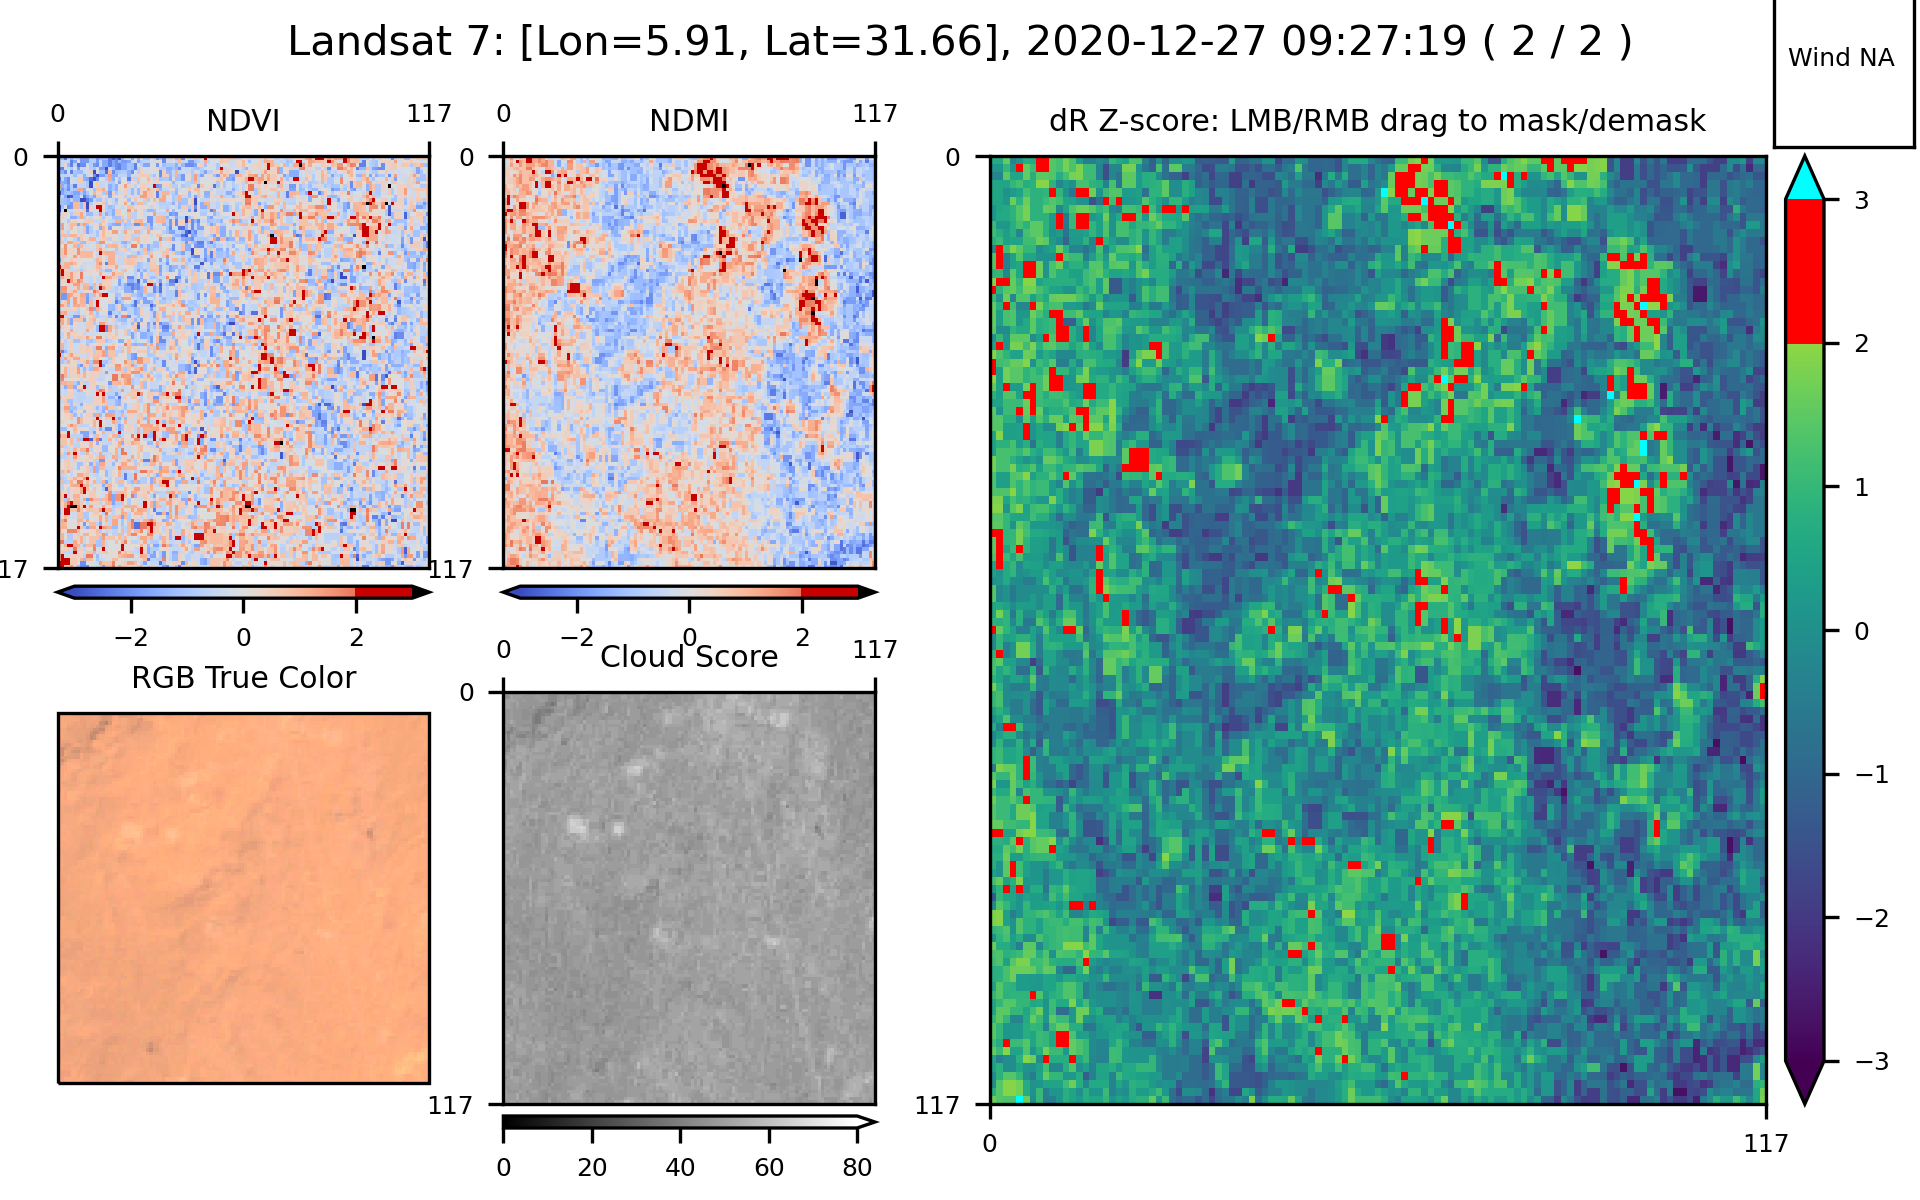 Landsat 7: [Lon=5.91, Lat=31.66], 2020-12-27 09:27:19 ( 2 / 2 )
Wind NA
0 NDVI 117
0
17
−2 0 2
0 NDMI 117
0
117
−2 0 2
dR Z-score: LMB/RMB drag to mask/demask
0
117
0 117
3
2
1
0
−1
−2
−3
RGB True Color
0 Cloud Score 117
0
117
0 20 40 60 80